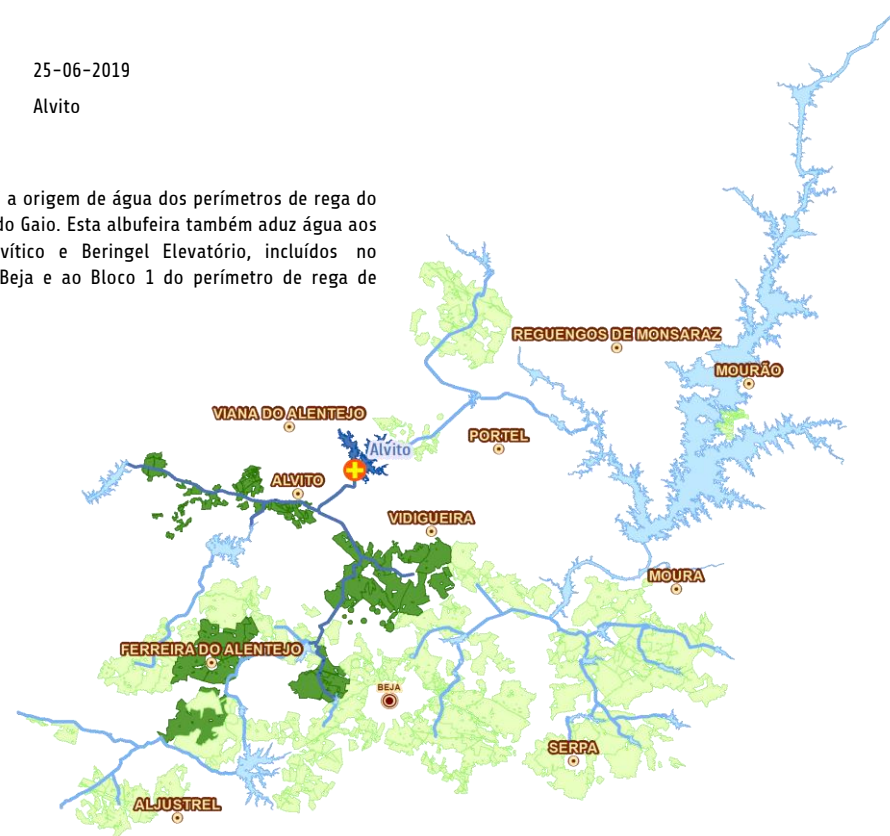 25-06-2019
Alvito
a origem de água dos perímetros de rega do
do Gaio. Esta albufeira também aduz água aos
vítico e Beringel Elevatório, incluídos no
Beja e ao Bloco 1 do perímetro de rega de
REGUENGOS DE MONSARAZ
MOURÃO
VIANA DO ALENTEJO
PORTEL
Alvito
ALVITO
VIDIGUEIRA
MOURA
FERREIRA DO ALENTEJO
BEJA
SERPA
ALJUSTREL